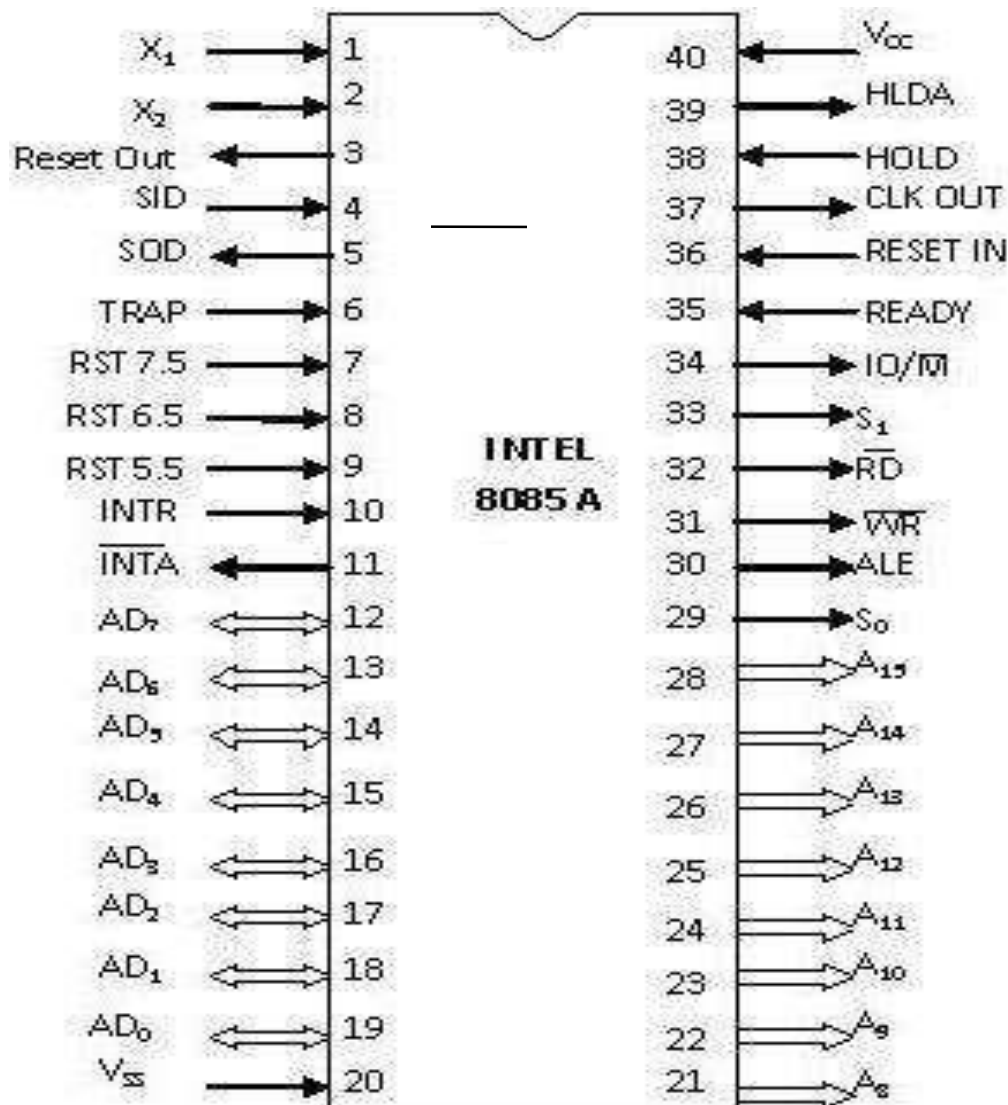 X₁ 1 40 Vcc
X₂ 2 39 HLDA
Reset Out 3 38 HOLD
SID 4 37 CLK OUT
SOD 5 36 RESET IN
TRAP 6 35 READY
RST 7.5 7 34 IO/M̅
RST 6.5 8 33 S₁
RST 5.5 9 32 R̅D̅
INTR 10 31 W̅R̅
I̅N̅T̅A̅ 11 30 ALE
AD₇ 12 29 S₀
AD₆ 13 28 A₁₅
AD₅ 14 27 A₁₄
AD₄ 15 26 A₁₃
AD₃ 16 25 A₁₂
AD₂ 17 24 A₁₁
AD₁ 18 23 A₁₀
AD₀ 19 22 A₉
Vss 20 21 A₈
INTEL
8085 A